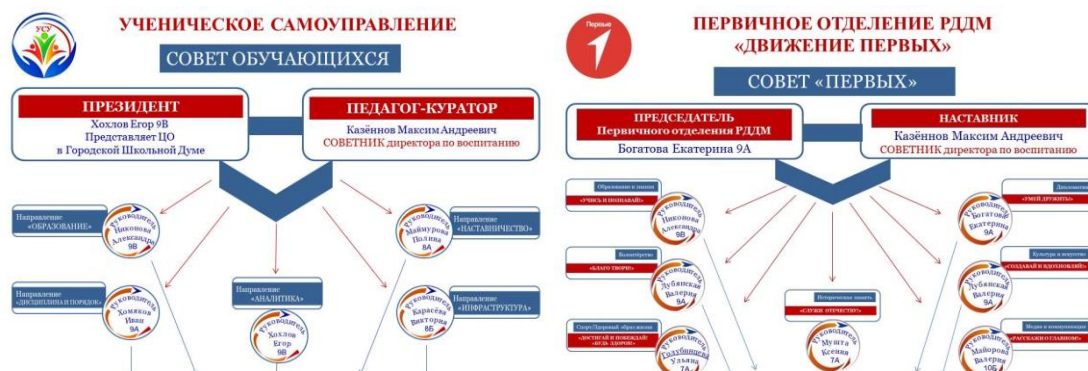 УСУ
УЧЕНИЧЕСКОЕ САМОУПРАВЛЕНИЕ
СОВЕТ ОБУЧАЮЩИХСЯ
ПРЕЗИДЕНТ
Хохлов Егор 9В
Представляет ЦО
в Городской Школьной Думе
ПЕДАГОГ-КУРАТОР
Казённов Максим Андреевич
СОВЕТНИК директора по воспитанию
Направление
«ОБРАЗОВАНИЕ»
Руководитель
Никонова
Александра
9В
Руководитель
Маймурова
Полина
8А
Направление
«НАСТАВНИЧЕСТВО»
Направление
«ДИСЦИПЛИНА И ПОРЯДОК»
Руководитель
Хомяков
Иван
9А
Направление
«АНАЛИТИКА»
Руководитель
Хохлов
Егор
9В
Руководитель
Карасёва
Виктория
8Б
Направление
«ИНФРАСТРУКТУРА»
Первые
ПЕРВИЧНОЕ ОТДЕЛЕНИЕ РДДМ
«ДВИЖЕНИЕ ПЕРВЫХ»
СОВЕТ «ПЕРВЫХ»
ПРЕДСЕДАТЕЛЬ
Первичного отделения РДДМ
Богатова Екатерина 9А
НАСТАВНИК
Казённов Максим Андреевич
СОВЕТНИК директора по воспитанию
Образование и знания
«УЧИСЬ И ПОЗНАВАЙ!»
Руководитель
Никонова
Александра
9В
Руководитель
Богатова
Екатерина
9А
«УМЕЙ ДРУЖИТЬ!»
Волонтёрство
«БЛАГО ТВОРИ!»
Руководитель
Лубянская
Валерия
9А
Руководитель
Лубянская
Валерия
9А
Культура и искусство
«СОЗДАВАЙ И ВДОХНОВЛЯЙ!»
Историческая память
«СЛУЖИ ОТЕЧЕСТВУ!»
Руководитель
Мушта
Ксения
7А
Спорт/Здоровый образ жизни
«ДОСТИГАЙ И ПОБЕЖДАЙ!
«БУДЬ ЗДОРОВ!»
Руководитель
Голубинцева
Ульяна
7А
Руководитель
Майорова
Валерия
10Б
Медиа и коммуникации
«РАССКАЖИ О ГЛАВНОМ!»